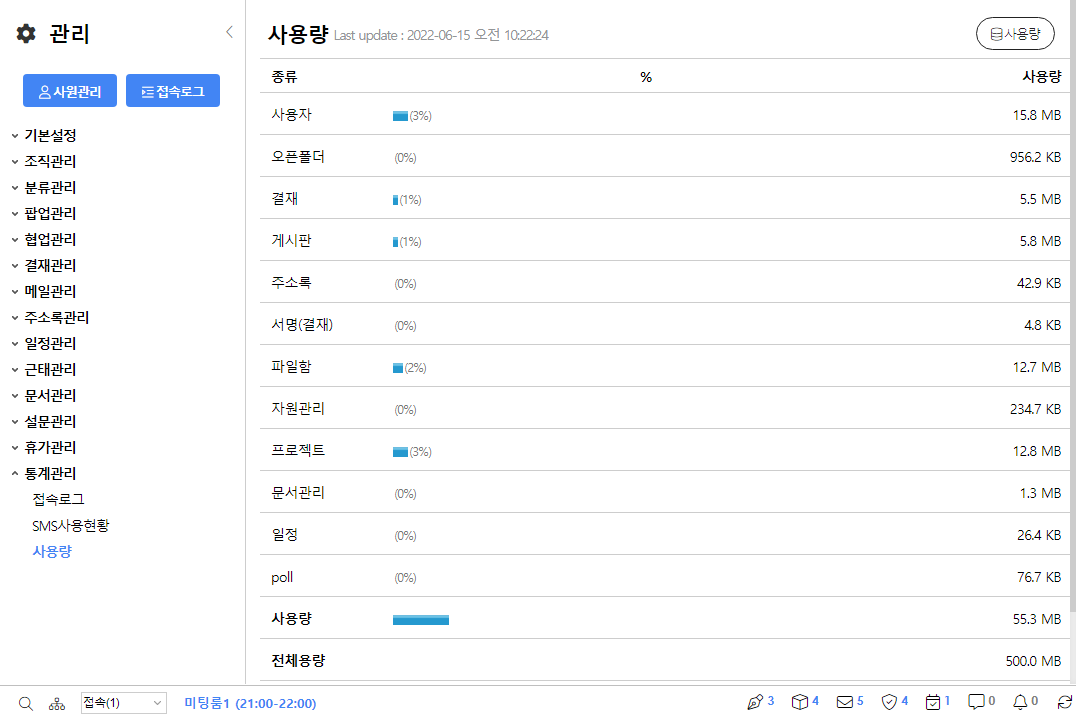 관리
사원관리 접속로그
기본설정
조직관리
분류관리
팝업관리
협업관리
결재관리
메일관리
주소록관리
일정관리
근태관리
문서관리
설문관리
휴가관리
통계관리
접속로그
SMS사용현황
사용량
사용량 Last update : 2022-06-15 오전 10:22:24 사용량
종류 % 사용량
사용자 (3%) 15.8 MB
오픈폴더 (0%) 956.2 KB
결재 (1%) 5.5 MB
게시판 (1%) 5.8 MB
주소록 (0%) 42.9 KB
서명(결재) (0%) 4.8 KB
파일함 (2%) 12.7 MB
자원관리 (0%) 234.7 KB
프로젝트 (3%) 12.8 MB
문서관리 (0%) 1.3 MB
일정 (0%) 26.4 KB
poll (0%) 76.7 KB
사용량 55.3 MB
전체용량 500.0 MB
접속(1) 미팅룸1 (21:00-22:00) 3 4 5 4 1 0 0